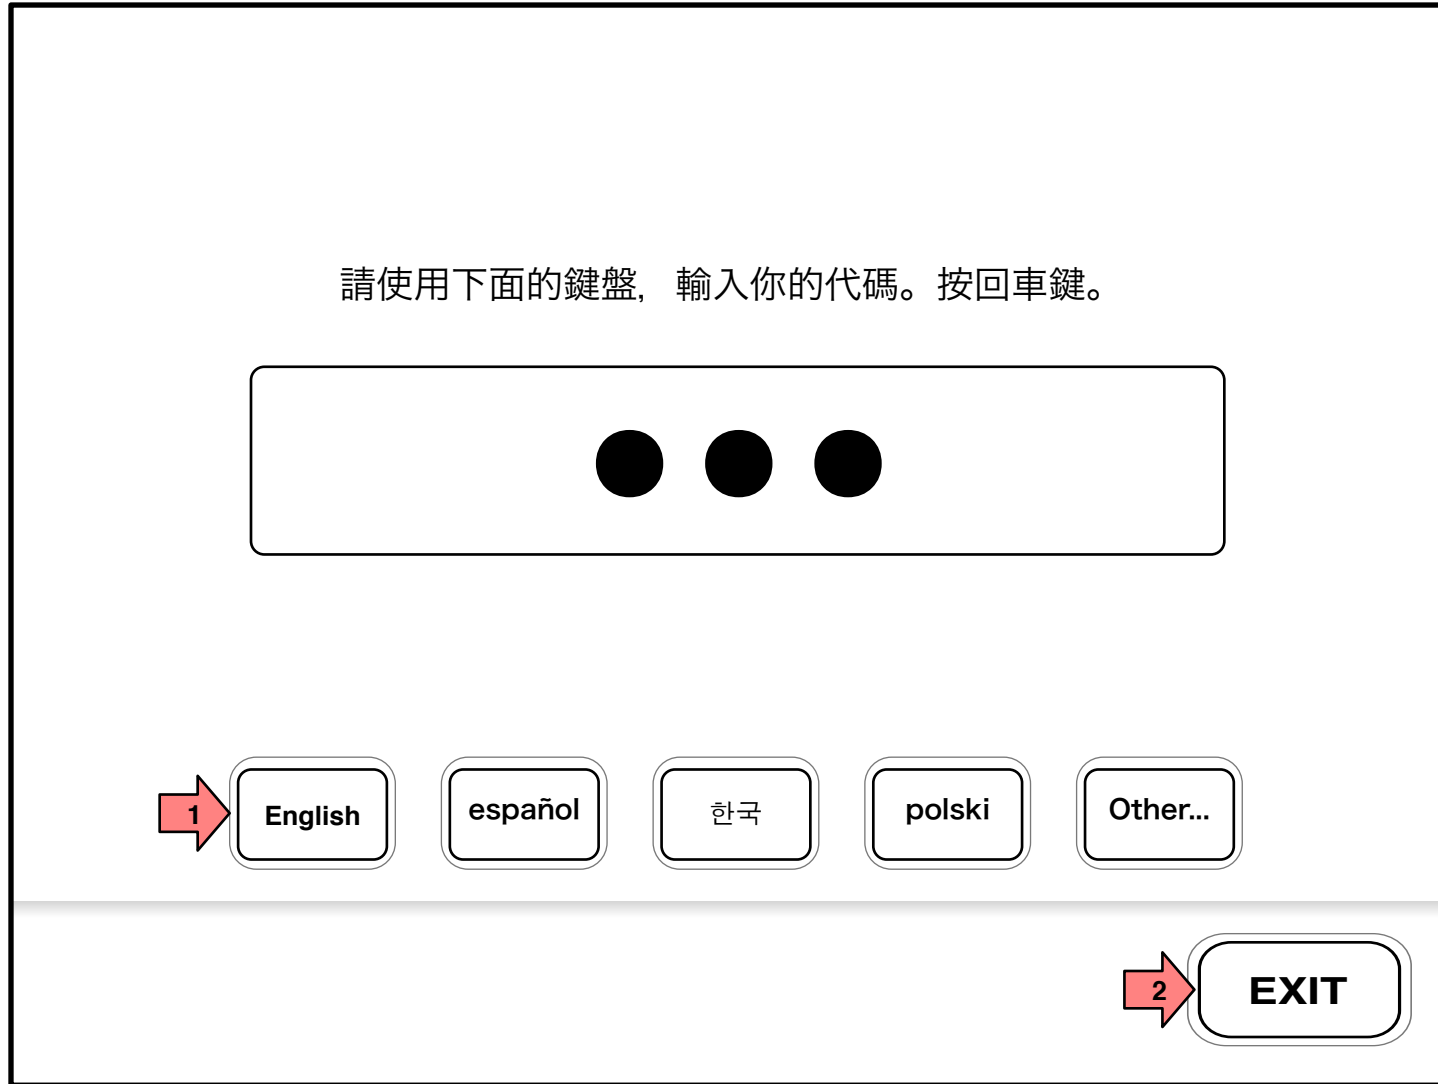 請使用下面的鍵盤，輸入你的代碼。按回車鍵。
1
English
español
한국
polski
Other...
2
EXIT